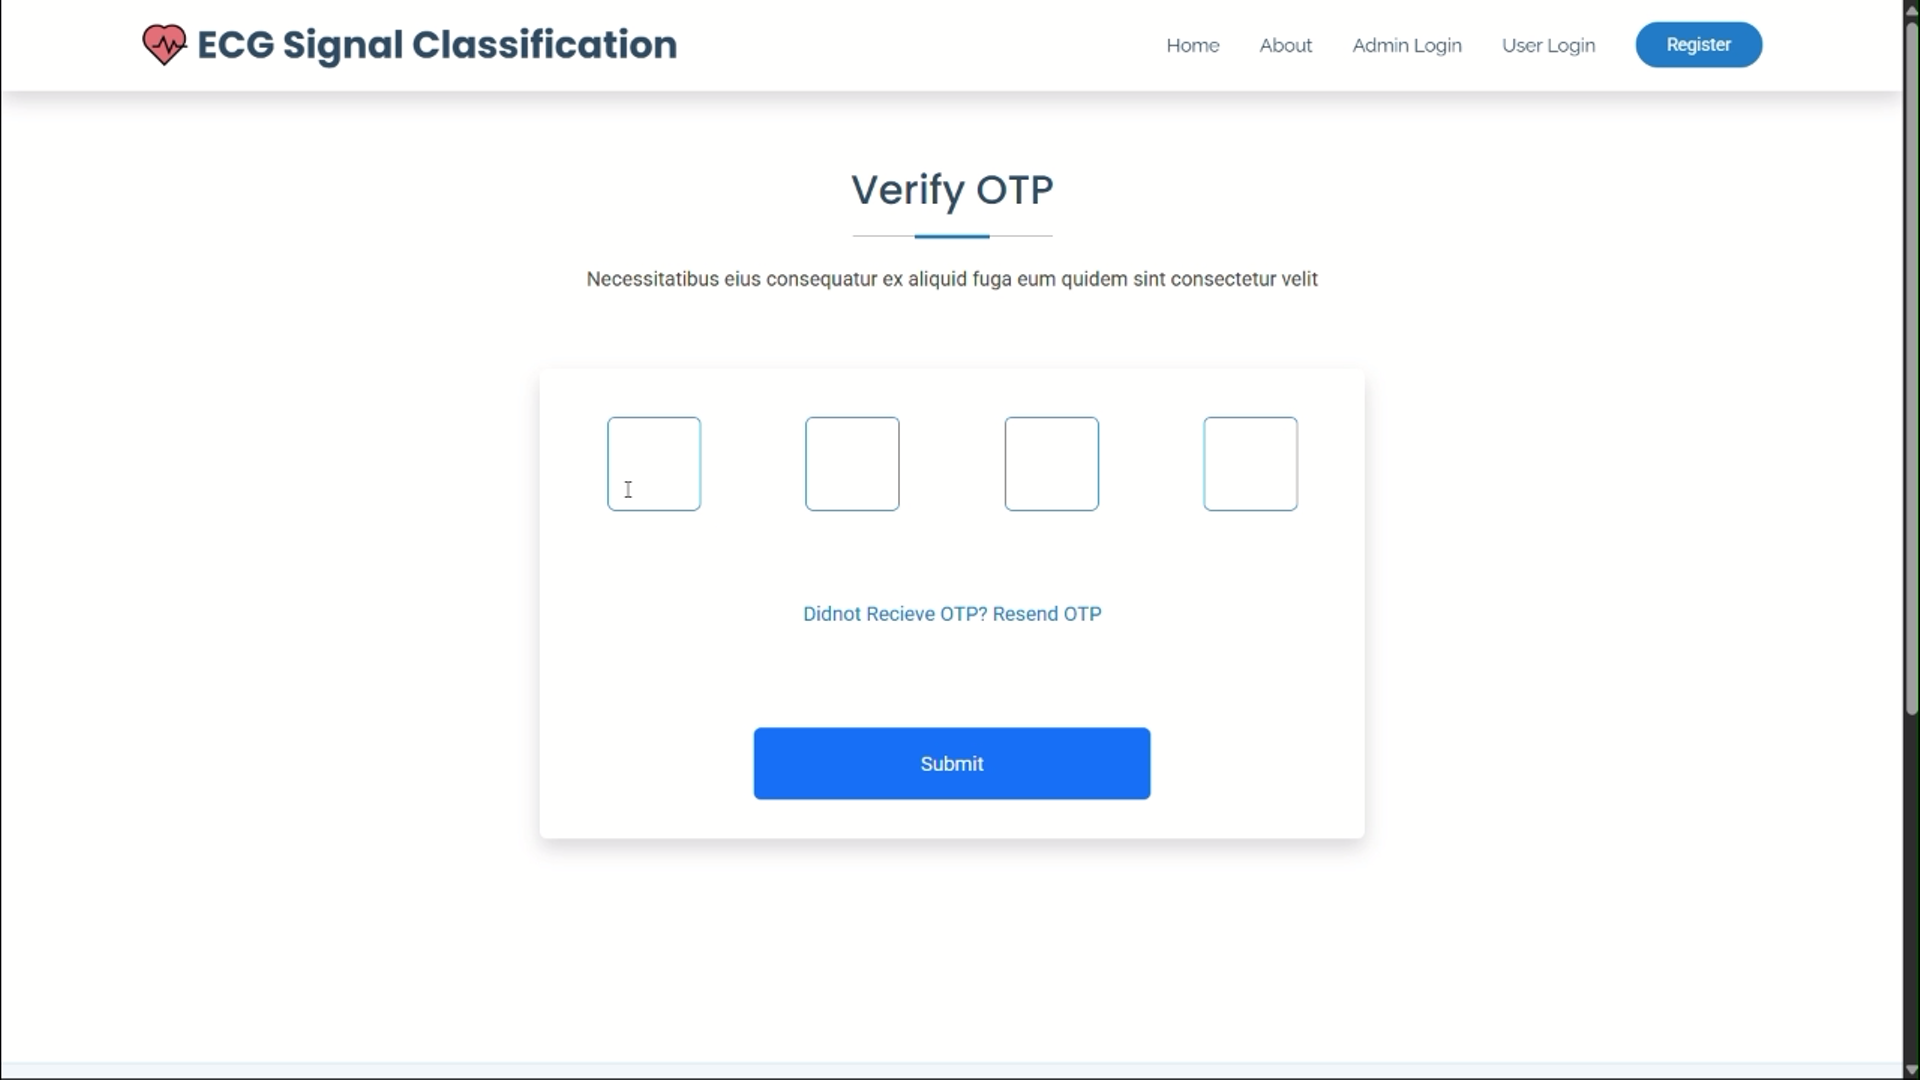 ECG Signal Classification
Home About Admin Login User Login Register
Verify OTP
Necessitatibus eius consequatur ex aliquid fuga eum quidem sint consectetur velit
Didnot Recieve OTP? Resend OTP
Submit